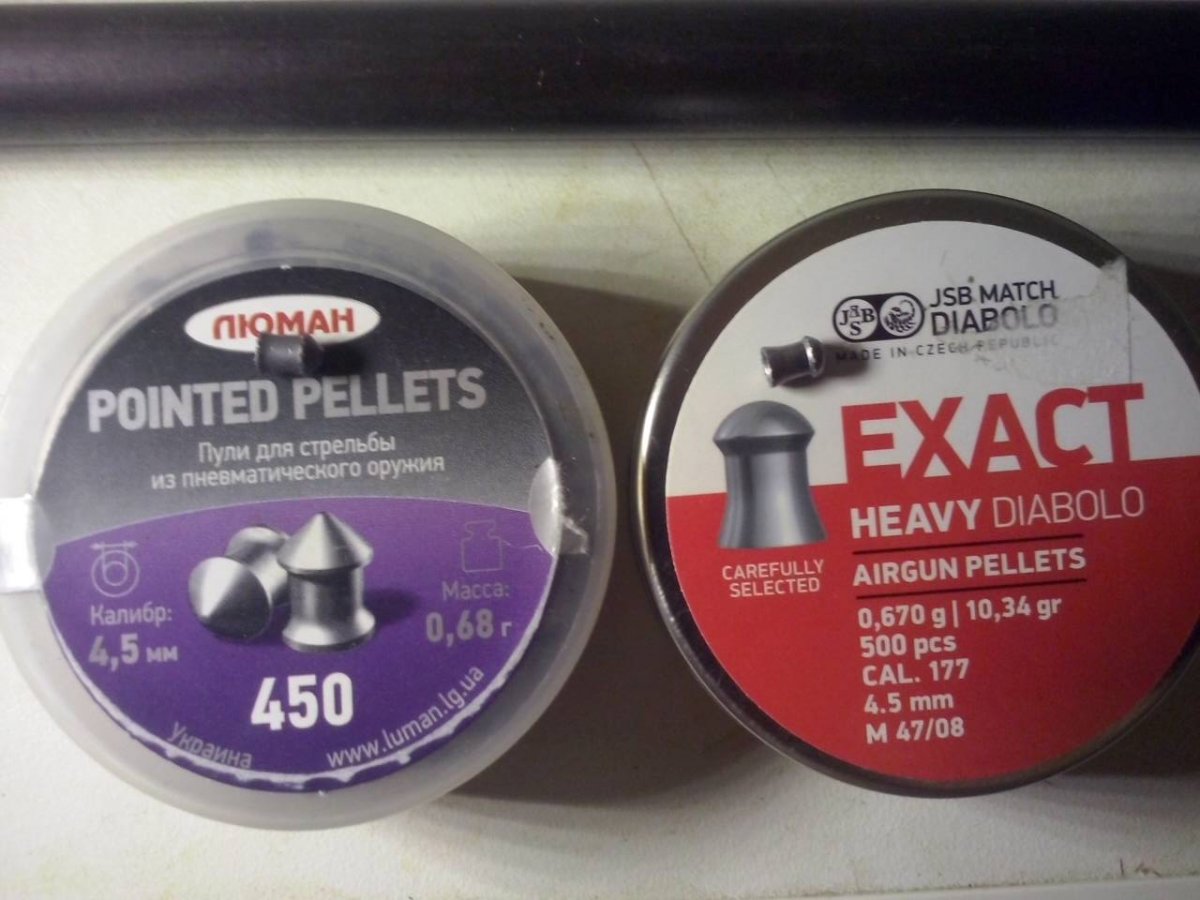 ЛЮМАН
POINTED PELLETS
Пули для стрельбы
из пневматического оружия
Калибр:
4,5 мм
Масса:
0,68 г
450
Украина
www.luman.lg.ua
JSB
JSB MATCH
DIABOLO
MADE IN CZECH REPUBLIC
EXACT
HEAVY DIABOLO
AIRGUN PELLETS
CAREFULLY
SELECTED
0,670 g | 10,34 gr
500 pcs
CAL. 177
4.5 mm
M 47/08